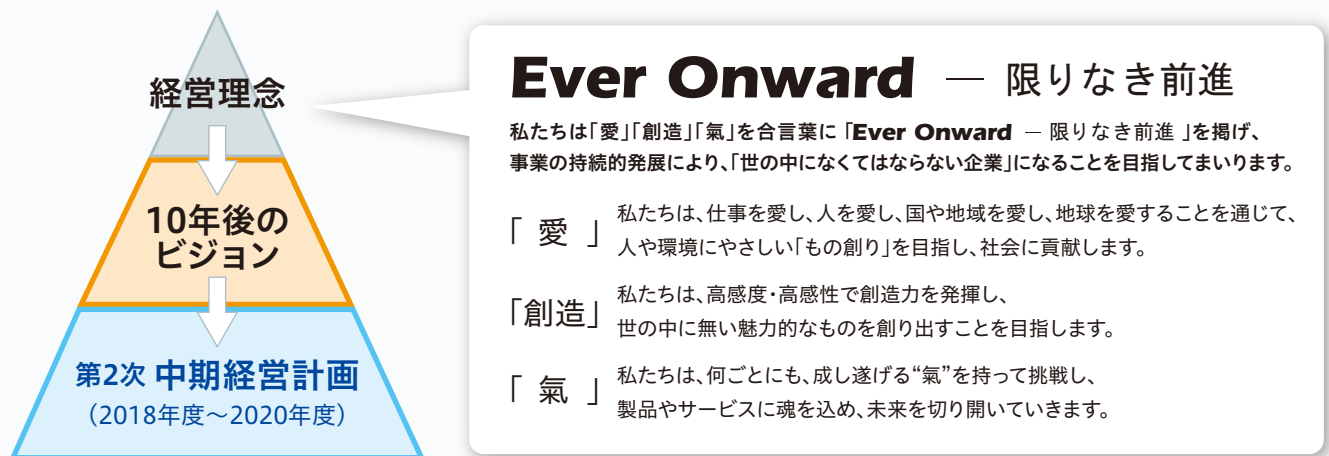 経営理念
10年後の
ビジョン
第2次 中期経営計画
（2018年度～2020年度）
Ever Onward ― 限りなき前進
私たちは「愛」「創造」「氣」を合言葉に「Ever Onward ― 限りなき前進 」を掲げ、
事業の持続的発展により、「世の中になくてはならない企業」になることを目指してまいります。
「 愛 」
私たちは、仕事を愛し、人を愛し、国や地域を愛し、地球を愛することを通じて、
人や環境にやさしい「もの創り」を目指し、社会に貢献します。
「創造」
私たちは、高感度・高感性で創造力を発揮し、
世の中に無い魅力的なものを創り出すことを目指します。
「 氣 」
私たちは、何ごとにも、成し遂げる“氣”を持って挑戦し、
製品やサービスに魂を込め、未来を切り開いていきます。